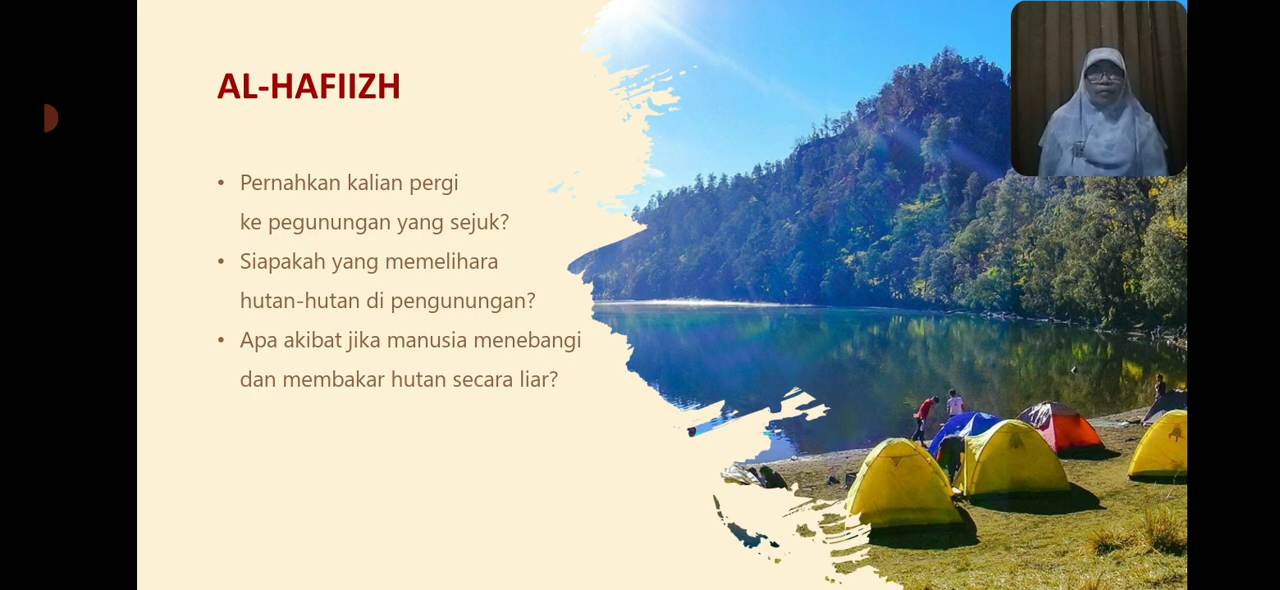 AL-HAFIIZH
• Pernahkan kalian pergi
ke pegunungan yang sejuk?
• Siapakah yang memelihara
hutan-hutan di pengunungan?
• Apa akibat jika manusia menebangi
dan membakar hutan secara liar?